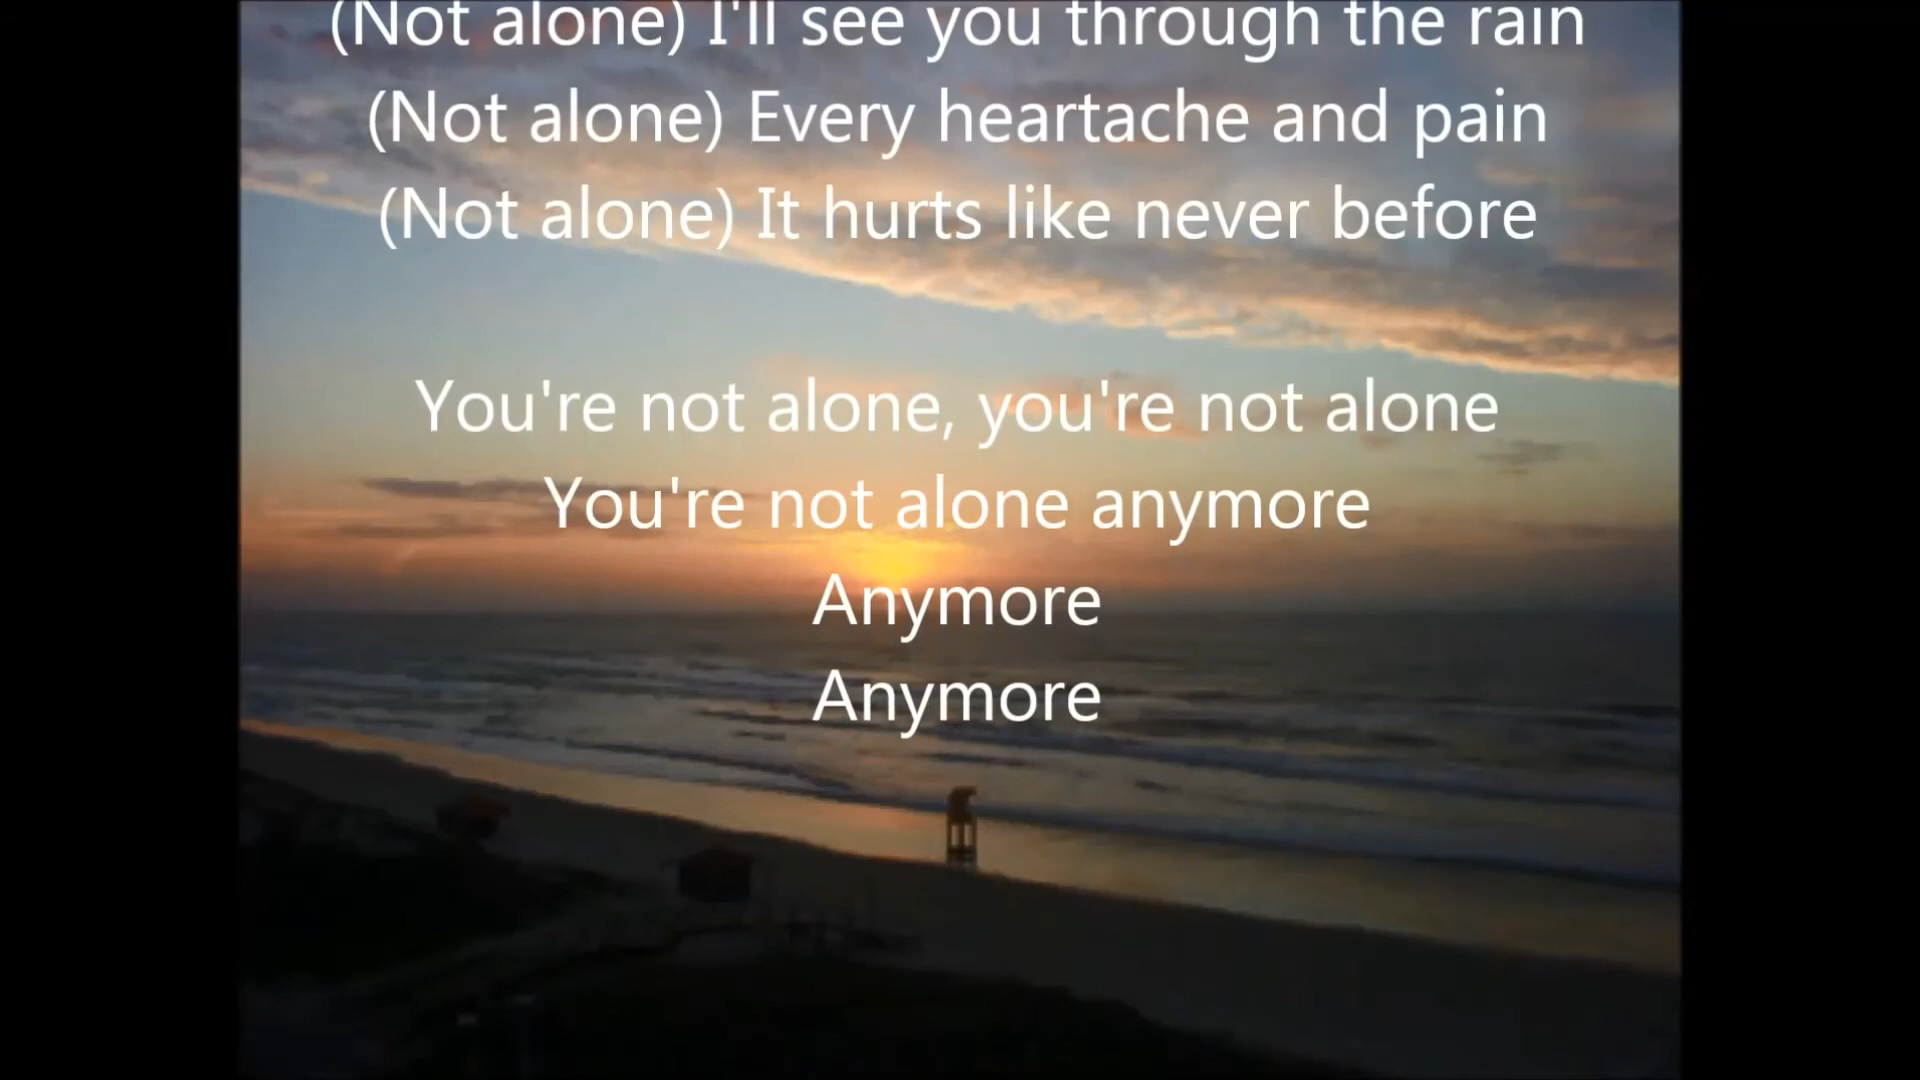 (Not alone) I'll see you through the rain
(Not alone) Every heartache and pain
(Not alone) It hurts like never before
You're not alone, you're not alone
You're not alone anymore
Anymore
Anymore